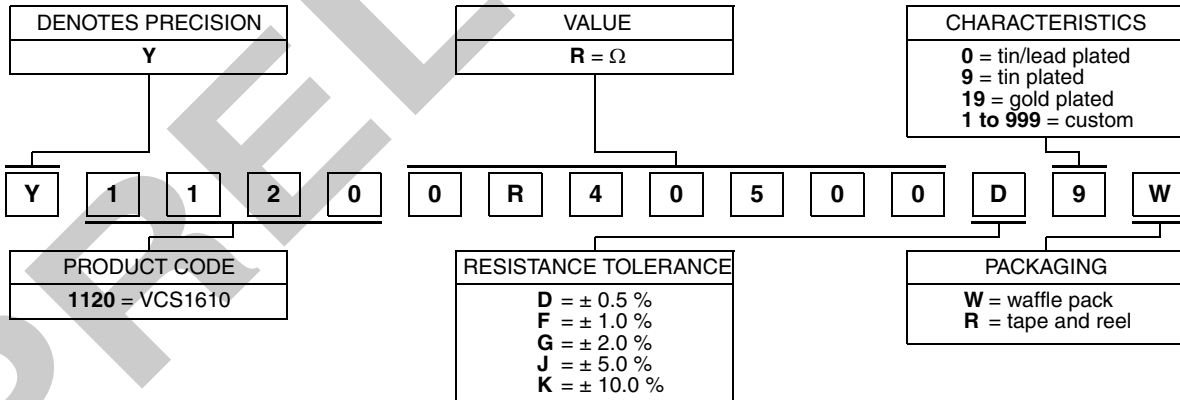 DENOTES PRECISION
Y
VALUE
R = Ω
CHARACTERISTICS
0 = tin/lead plated
9 = tin plated
19 = gold plated
1 to 999 = custom
Y 1 1 2 0 0 R 4 0 5 0 0 D 9 W
PRODUCT CODE
1120 = VCS1610
RESISTANCE TOLERANCE
D = ± 0.5 %
F = ± 1.0 %
G = ± 2.0 %
J = ± 5.0 %
K = ± 10.0 %
PACKAGING
W = waffle pack
R = tape and reel
PREL